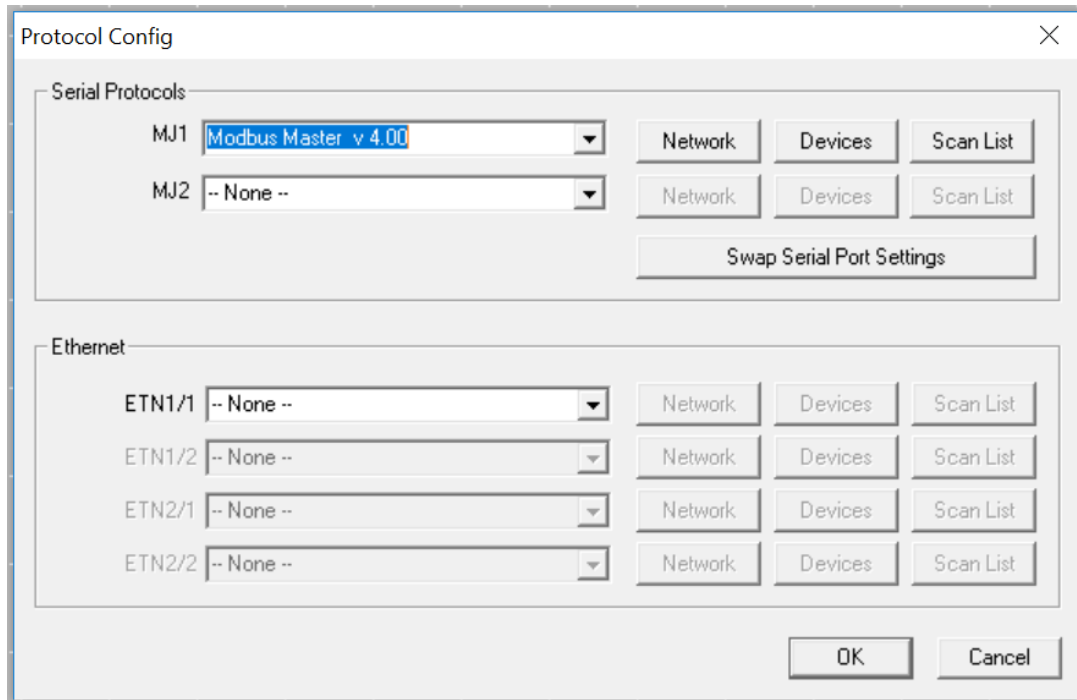 Protocol Config
Serial Protocols
MJ1 Modbus Master v 4.00 Network Devices Scan List
MJ2 -- None -- Network Devices Scan List
Swap Serial Port Settings
Ethernet
ETN1/1 -- None -- Network Devices Scan List
ETN1/2 -- None -- Network Devices Scan List
ETN2/1 -- None -- Network Devices Scan List
ETN2/2 -- None -- Network Devices Scan List
OK Cancel